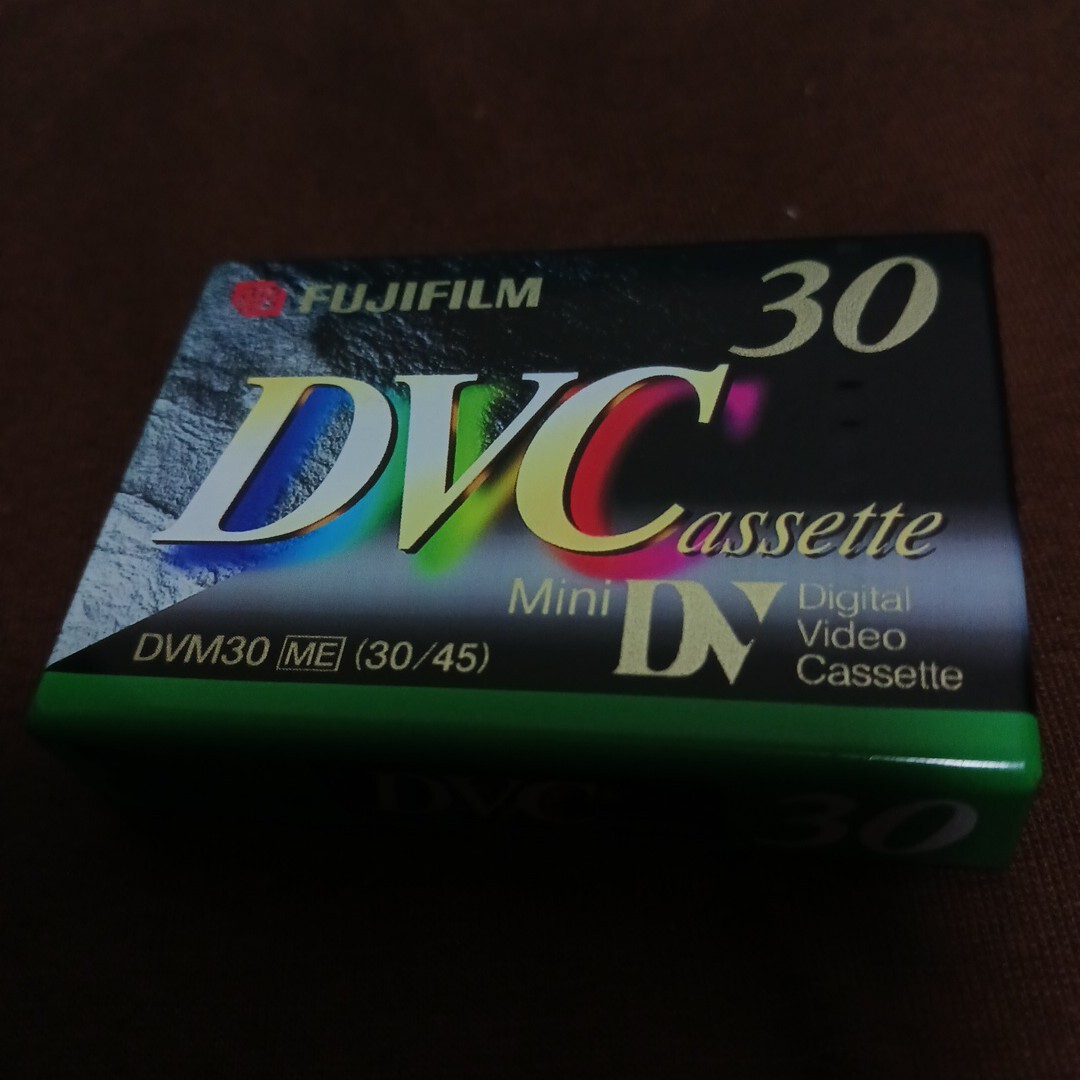 FUJIFILM
30
DVCassette
Mini DV
Digital
Video
Cassette
DVM30 ME (30/45)
DVC
30